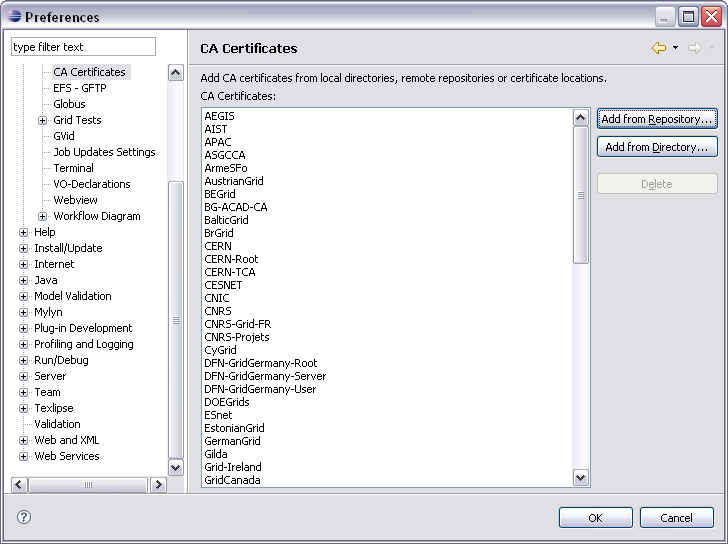 Preferences
type filter text
CA Certificates
EFS - GFTP
Globus
Grid Tests
GVid
Job Updates Settings
Terminal
VO-Declarations
Webview
Workflow Diagram
Help
Install/Update
Internet
Java
Model Validation
Mylyn
Plug-in Development
Profiling and Logging
Run/Debug
Server
Team
Texlipse
Validation
Web and XML
Web Services
CA Certificates
Add CA certificates from local directories, remote repositories or certificate locations.
CA Certificates:
AEGIS
AIST
APAC
ASGCCA
ArmeSFo
AustrianGrid
BEGrid
BG-ACAD-CA
BalticGrid
BrGrid
CERN
CERN-Root
CERN-TCA
CESNET
CNIC
CNRS
CNRS-Grid-FR
CNRS-Projets
CyGrid
DFN-GridGermany-Root
DFN-GridGermany-Server
DFN-GridGermany-User
DOEGrids
ESnet
EstonianGrid
GermanGrid
Gilda
Grid-Ireland
GridCanada
Add from Repository...
Add from Directory...
Delete
?
OK
Cancel